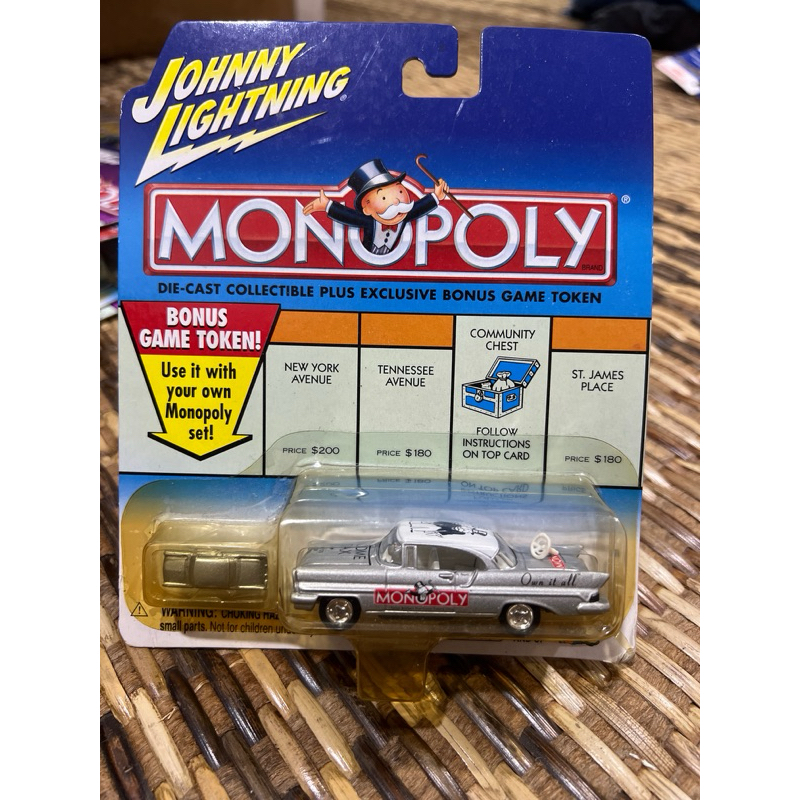 JOHNNY
LIGHTNING®
MONOPOLY®
BRAND
DIE-CAST COLLECTIBLE PLUS EXCLUSIVE BONUS GAME TOKEN
BONUS
GAME TOKEN!
Use it with
your own
Monopoly
set!
NEW YORK
AVENUE
PRICE $200
TENNESSEE
AVENUE
PRICE $180
COMMUNITY
CHEST
FOLLOW
INSTRUCTIONS
ON TOP CARD
ST. JAMES
PLACE
PRICE $180
Own it all
MONOPOLY
WARNING: CHOKING
small parts. Not for children